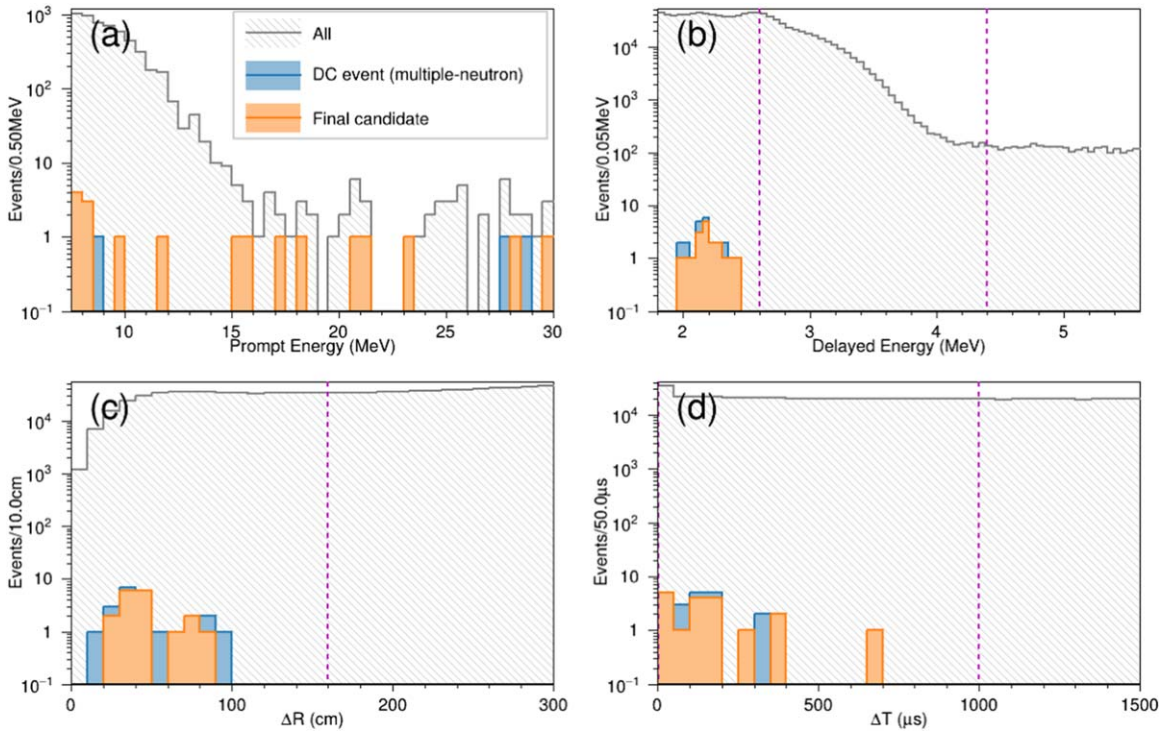 (a)
All
DC event (multiple-neutron)
Final candidate
Events/0.50MeV
10³
10²
10
1
10⁻¹
10 15 20 25 30
Prompt Energy (MeV)
(b)
Events/0.05MeV
10⁴
10³
10²
10
1
10⁻¹
2 3 4 5
Delayed Energy (MeV)
(c)
Events/10.0cm
10⁴
10³
10²
10
1
10⁻¹
0 100 200 300
ΔR (cm)
(d)
Events/50.0μs
10⁴
10³
10²
10
1
10⁻¹
0 500 1000 1500
ΔT (μs)